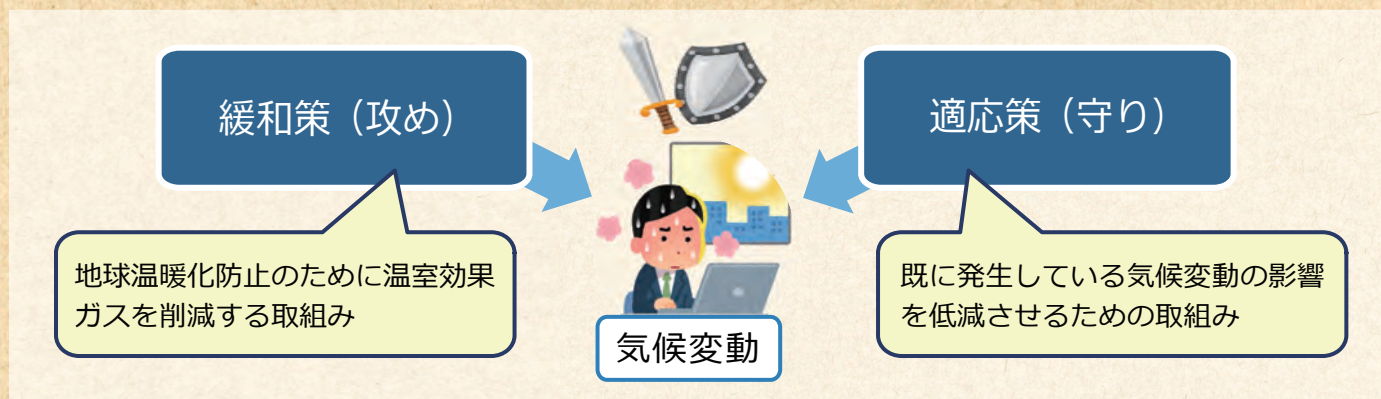 緩和策（攻め）
適応策（守り）
地球温暖化防止のために温室効果
ガスを削減する取組み
既に発生している気候変動の影響
を低減させるための取組み
気候変動